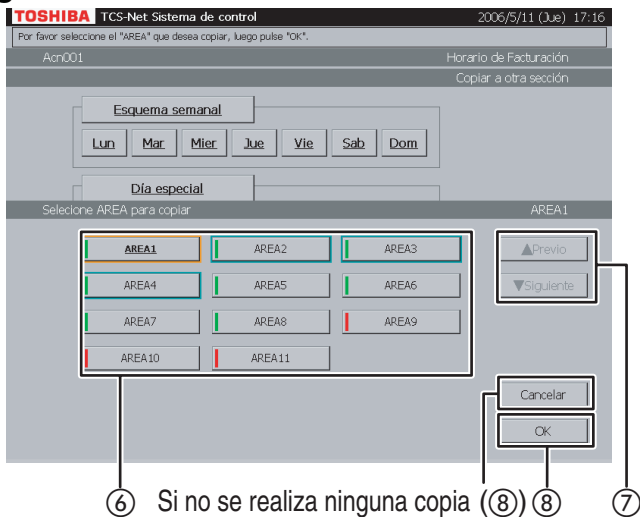 TOSHIBA TCS-Net Sistema de control 2006/5/11 (Jue) 17:16
Por favor seleccione el "AREA" que desea copiar, luego pulse "OK".
Acn001 Horario de Facturación
Copiar a otra sección
Esquema semanal
Lun Mar Mier Jue Vie Sab Dom
Día especial
Selecione AREA para copiar AREA1
AREA1 AREA2 AREA3 ▲Previo
AREA4 AREA5 AREA6 ▼Siguiente
AREA7 AREA8 AREA9
AREA10 AREA11
Cancelar
OK
⑥ Si no se realiza ninguna copia (⑧) ⑧ ⑦